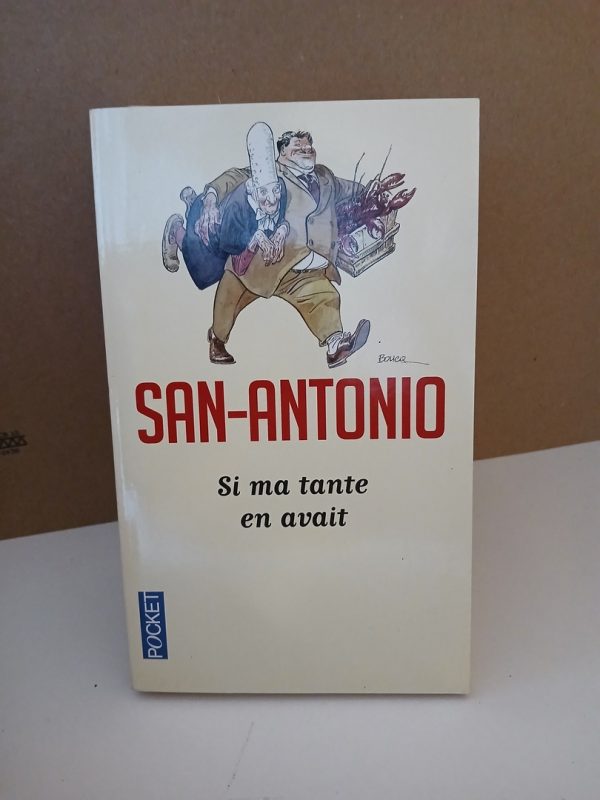 Boucq
SAN-ANTONIO
Si ma tante
en avait
POCKET